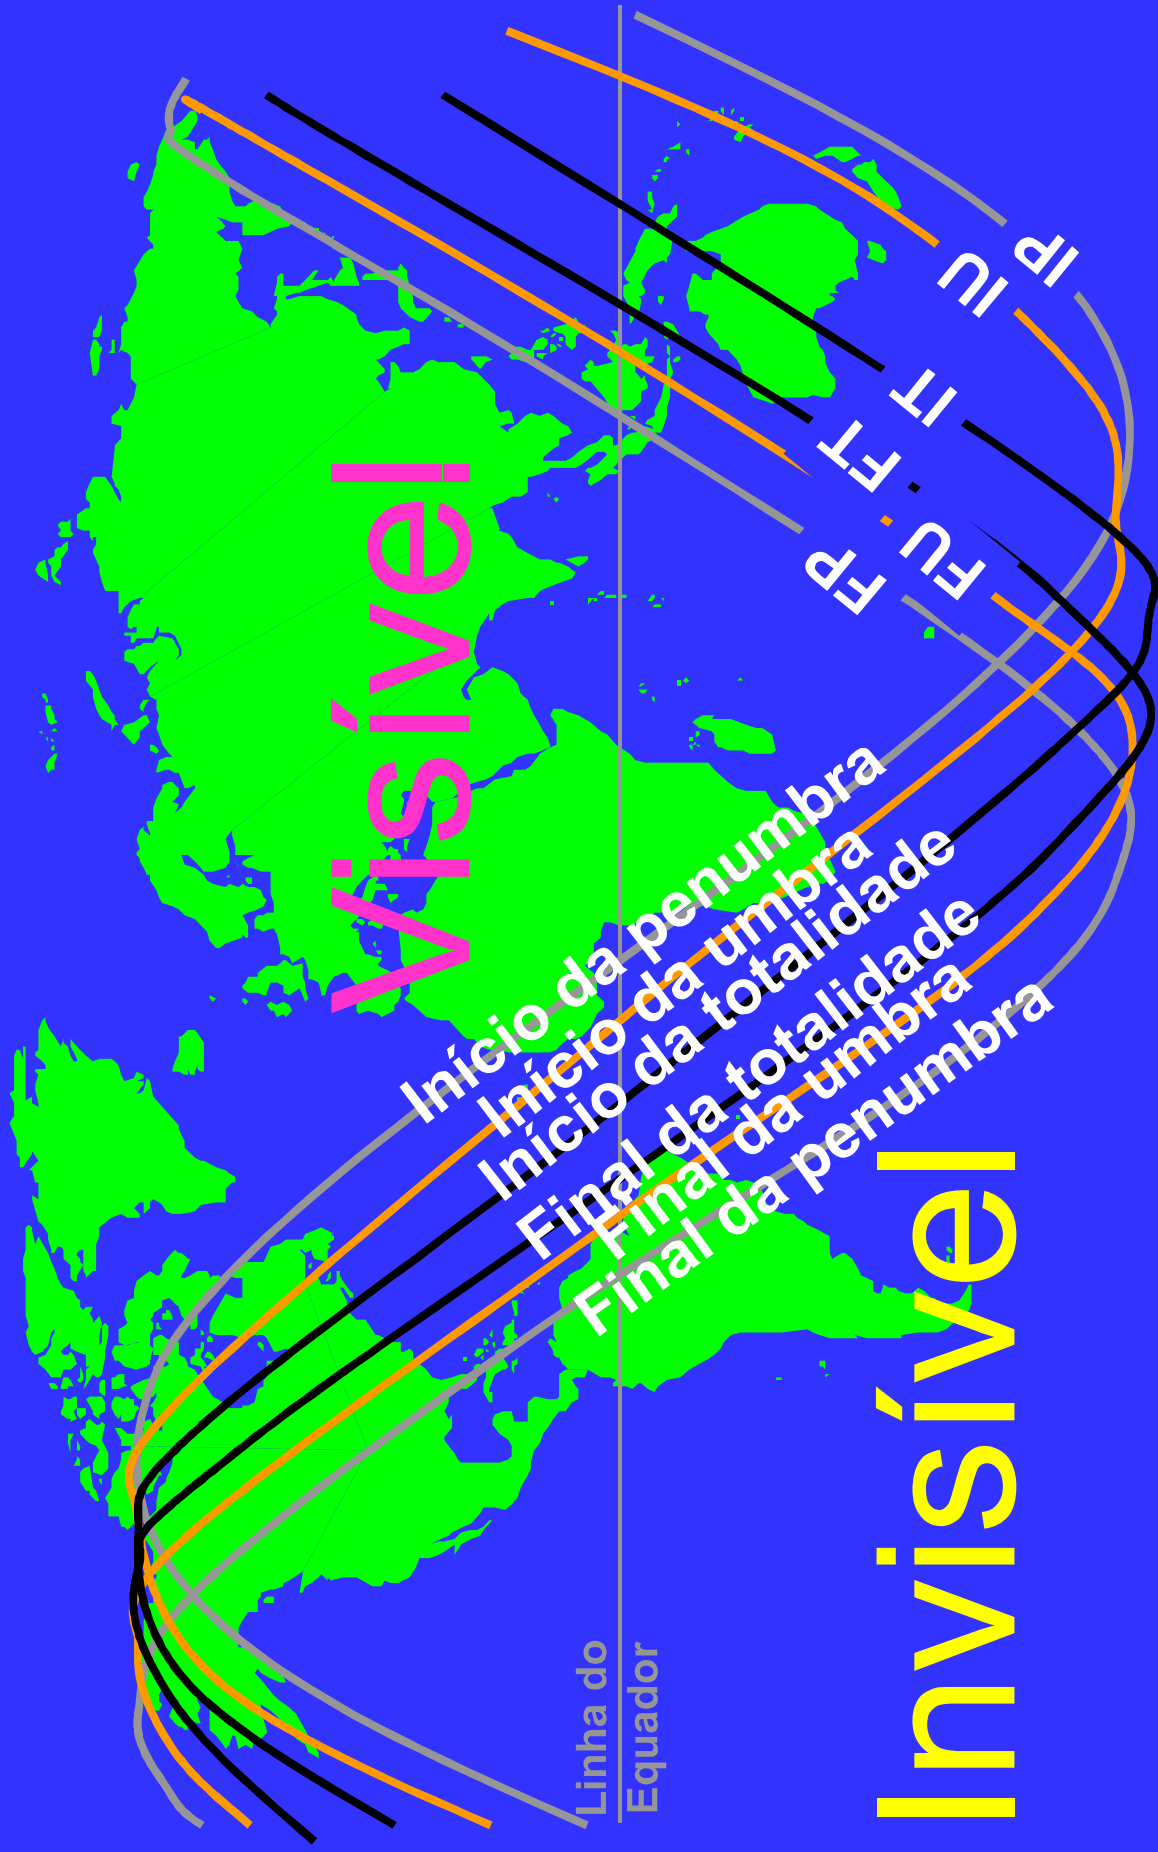 Visível
Início da penumbra
Início da umbra
Início da totalidade
Final da totalidade
Final da umbra
Final da penumbra
FP
FU
FT
IT
IU
IP
Linha do
Equador
Invisível